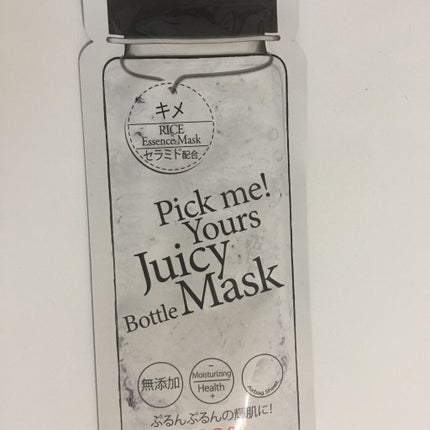 キメ
RICE
Essence Mask
セラミド配合
Pick me!
Yours
Juicy
Bottle Mask
無添加
Moisturizing
Health
+
ぷるんぷるんの輝肌に!